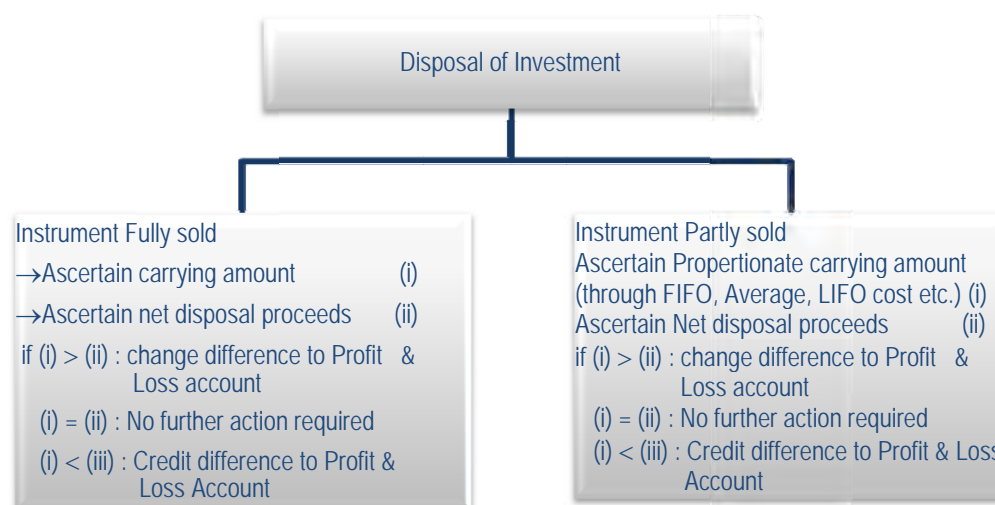 Disposal of Investment
Instrument Fully sold
→Ascertain carrying amount (i)
→Ascertain net disposal proceeds (ii)
if (i) > (ii) : change difference to Profit &
Loss account
(i) = (ii) : No further action required
(i) < (iii) : Credit difference to Profit &
Loss Account
Instrument Partly sold
Ascertain Propertionate carrying amount
(through FIFO, Average, LIFO cost etc.) (i)
Ascertain Net disposal proceeds (ii)
if (i) > (ii) : change difference to Profit &
Loss account
(i) = (ii) : No further action required
(i) < (iii) : Credit difference to Profit & Loss
Account